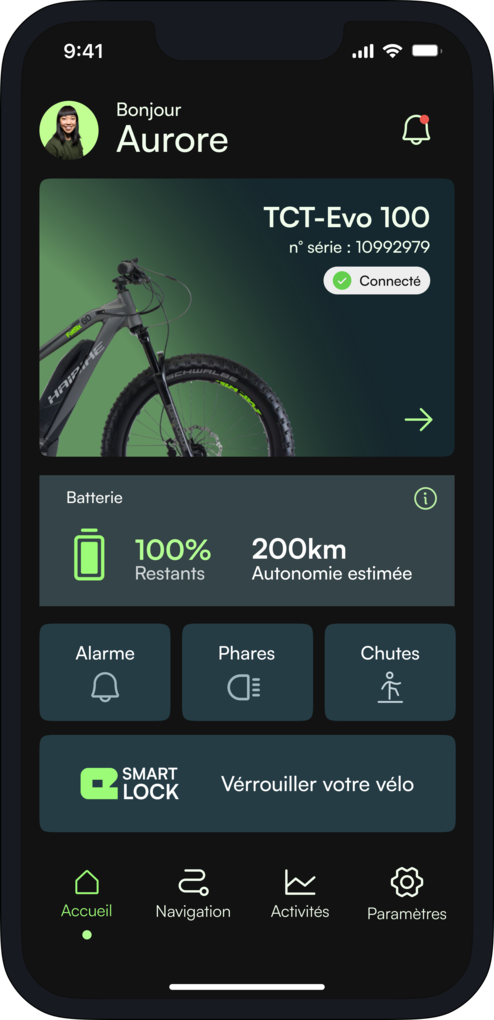 9:41
Bonjour
Aurore
TCT-Evo 100
n° série : 10992979
Connecté
HAIBIKE
SCHWALBE
Batterie
100%
200km
Restants
Autonomie estimée
Alarme
Phares
Chutes
SMART
LOCK
Vérrouiller votre vélo
Accueil
Navigation
Activités
Paramètres